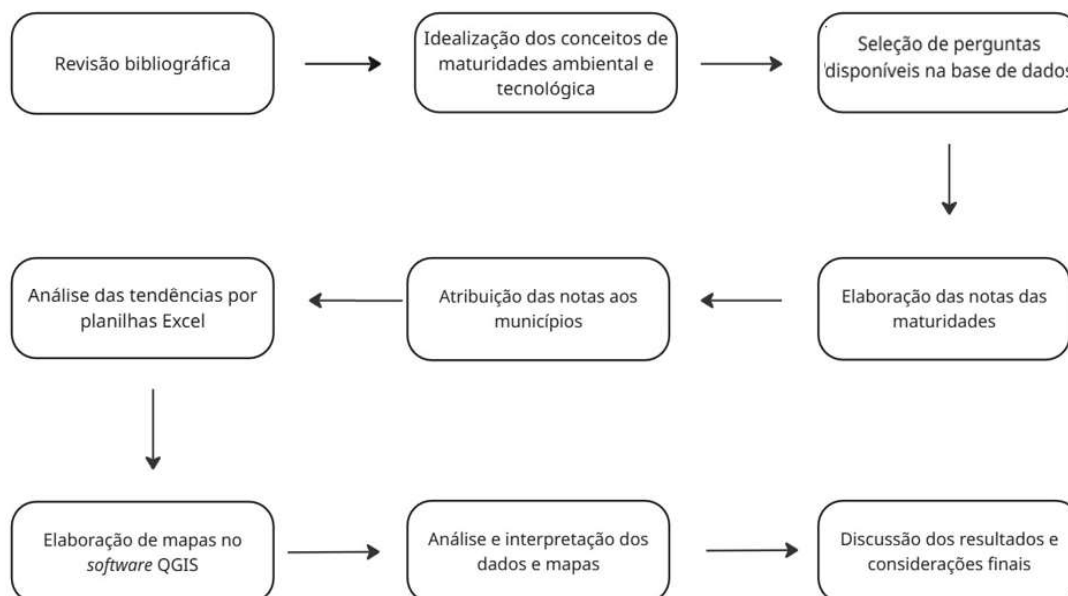 Revisão bibliográfica
Idealização dos conceitos de
maturidades ambiental e
tecnológica
Seleção de perguntas
disponíveis na base de dados
Elaboração das notas das
maturidades
Atribuição das notas aos
municípios
Análise das tendências por
planilhas Excel
Elaboração de mapas no
software QGIS
Análise e interpretação dos
dados e mapas
Discussão dos resultados e
considerações finais